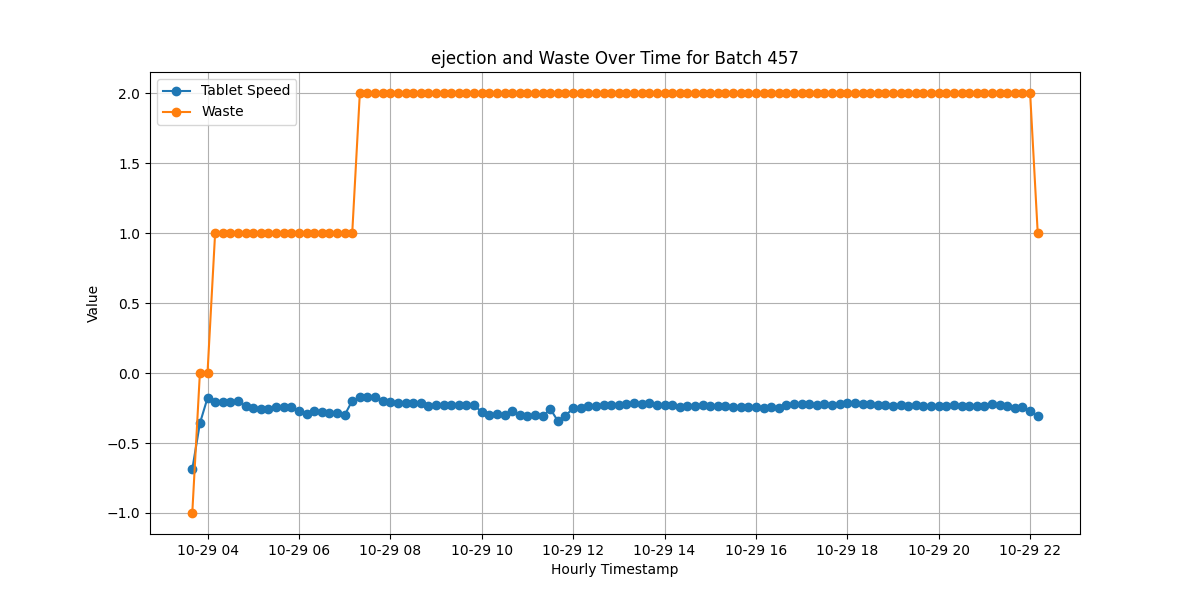 ejection and Waste Over Time for Batch 457
Tablet Speed
Waste
2.0
1.5
1.0
0.5
0.0
−0.5
−1.0
Value
10-29 04 10-29 06 10-29 08 10-29 10 10-29 12 10-29 14 10-29 16 10-29 18 10-29 20 10-29 22
Hourly Timestamp